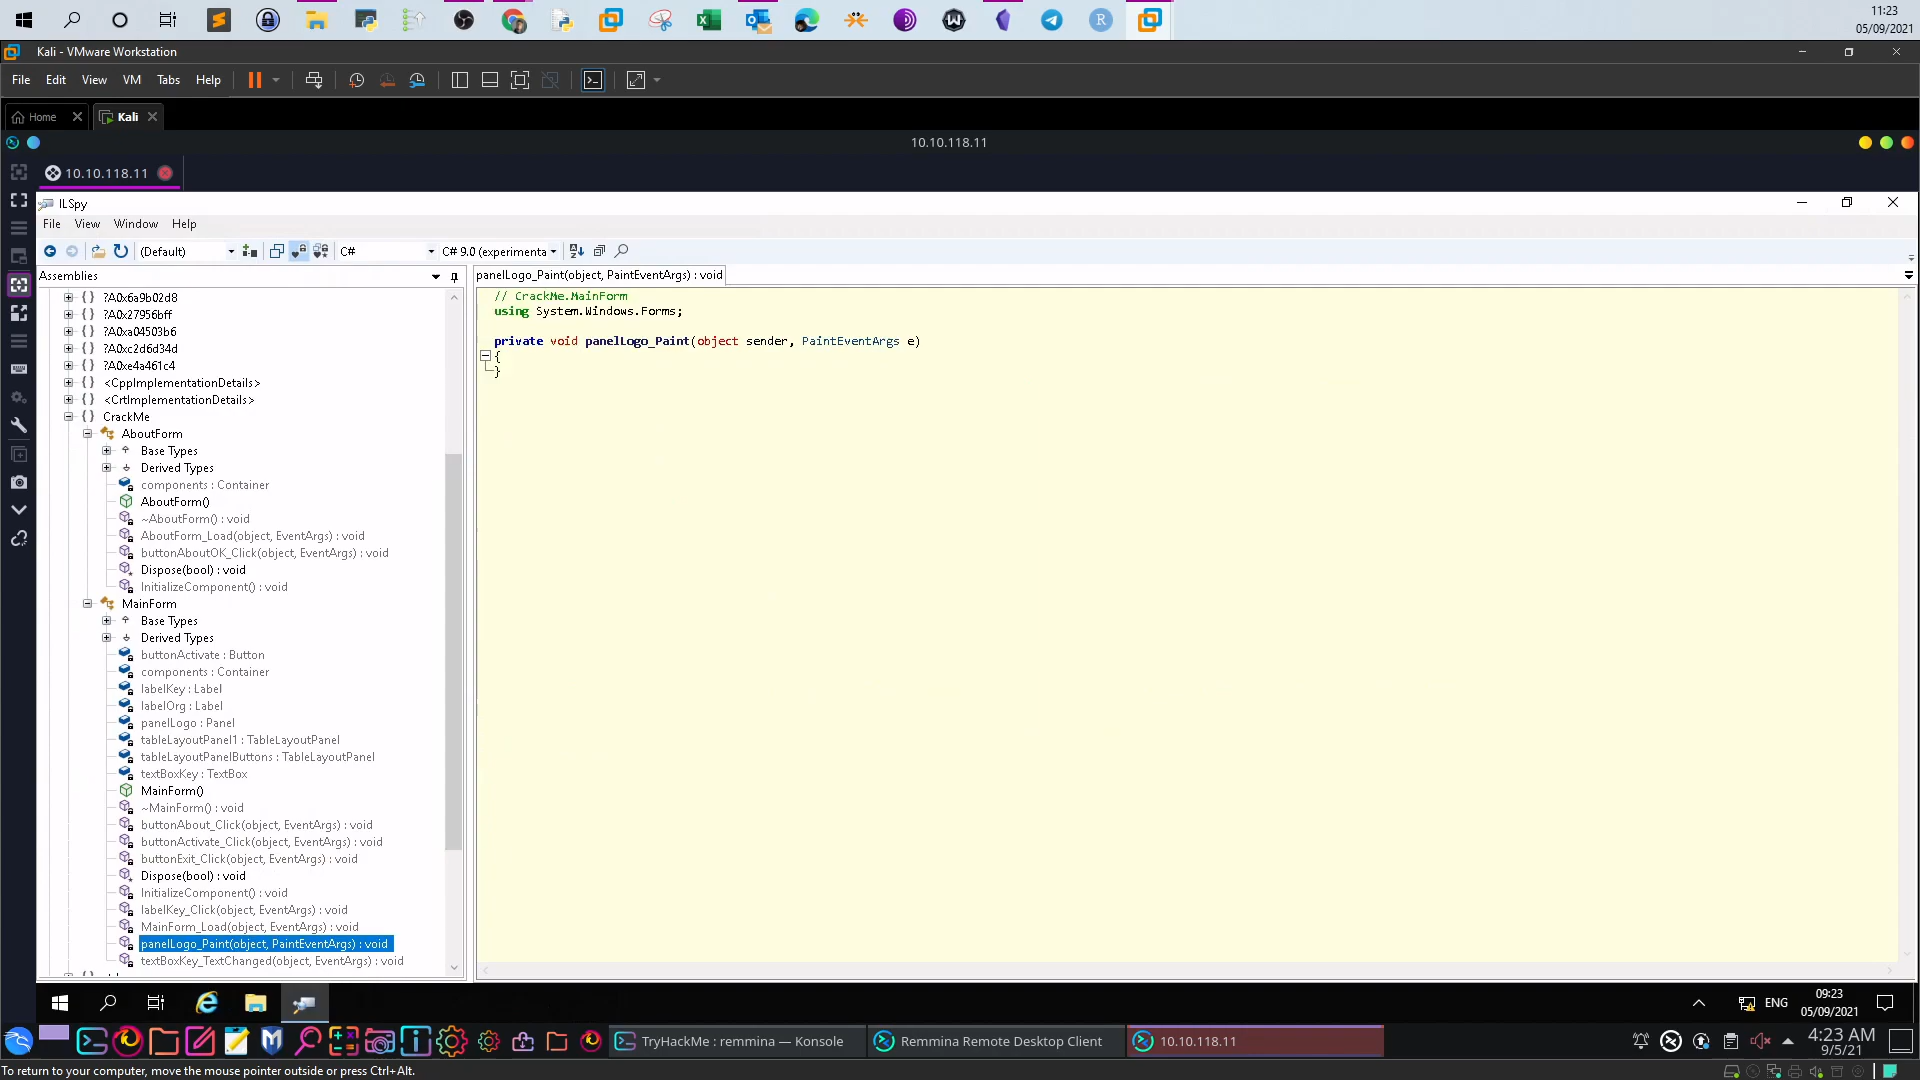 11:23
05/09/2021
Kali - VMware Workstation
File Edit View VM Tabs Help
Home
Kali
10.10.118.11
10.10.118.11
ILSpy
File View Window Help
(Default)
C#
C# 9.0 (experimenta
Assemblies
panelLogo_Paint(object, PaintEventArgs) : void
{ } ?A0x6a9b02d8
{ } ?A0x27956bff
{ } ?A0xa04503b6
{ } ?A0xc2d6d34d
{ } ?A0xe4a461c4
{ } <CppImplementationDetails>
{ } <CrtImplementationDetails>
{ } CrackMe
AboutForm
Base Types
Derived Types
components : Container
AboutForm()
~AboutForm() : void
AboutForm_Load(object, EventArgs) : void
buttonAboutOK_Click(object, EventArgs) : void
Dispose(bool) : void
InitializeComponent() : void
MainForm
Base Types
Derived Types
buttonActivate : Button
components : Container
labelKey : Label
labelOrg : Label
panelLogo : Panel
tableLayoutPanel1 : TableLayoutPanel
tableLayoutPanelButtons : TableLayoutPanel
textBoxKey : TextBox
MainForm()
~MainForm() : void
buttonAbout_Click(object, EventArgs) : void
buttonActivate_Click(object, EventArgs) : void
buttonExit_Click(object, EventArgs) : void
Dispose(bool) : void
InitializeComponent() : void
labelKey_Click(object, EventArgs) : void
MainForm_Load(object, EventArgs) : void
panelLogo_Paint(object, PaintEventArgs) : void
textBoxKey_TextChanged(object, EventArgs) : void
// CrackMe.MainForm
using System.Windows.Forms;
private void panelLogo_Paint(object sender, PaintEventArgs e)
{
}
ENG
09:23
05/09/2021
TryHackMe : remmina — Konsole
Remmina Remote Desktop Client
10.10.118.11
4:23 AM
9/5/21
To return to your computer, move the mouse pointer outside or press Ctrl+Alt.